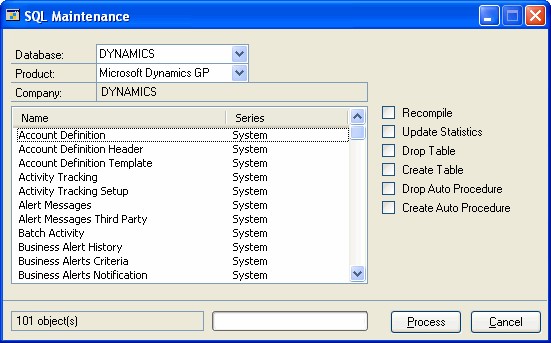 SQL Maintenance
Database: DYNAMICS
Product: Microsoft Dynamics GP
Company: DYNAMICS
Name Series
Account Definition System
Account Definition Header System
Account Definition Template System
Activity Tracking System
Activity Tracking Setup System
Alert Messages System
Alert Messages Third Party System
Batch Activity System
Business Alert History System
Business Alerts Criteria System
Business Alerts Notification System
Recompile
Update Statistics
Drop Table
Create Table
Drop Auto Procedure
Create Auto Procedure
101 object(s)
Process Cancel